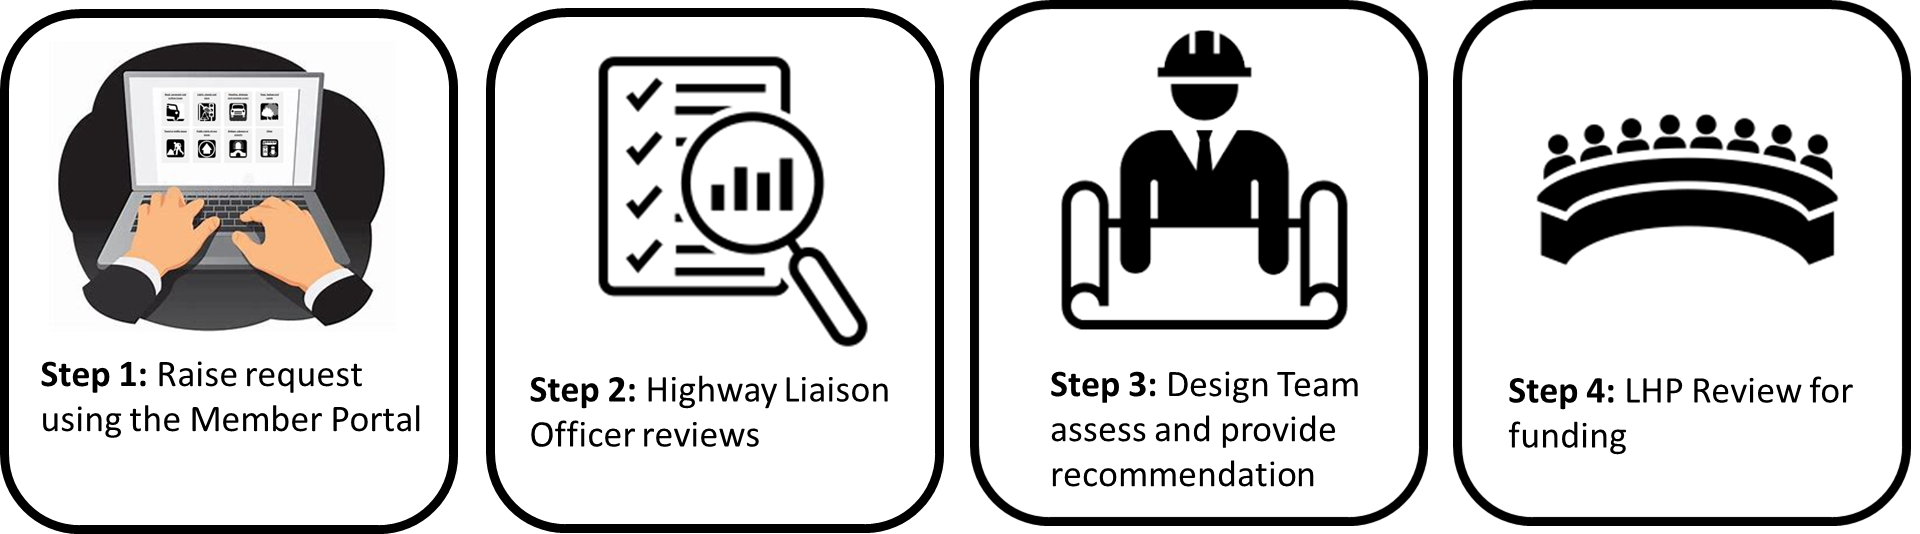 Step 1: Raise request
using the Member Portal
Step 2: Highway Liaison
Officer reviews
Step 3: Design Team
assess and provide
recommendation
Step 4: LHP Review for
funding